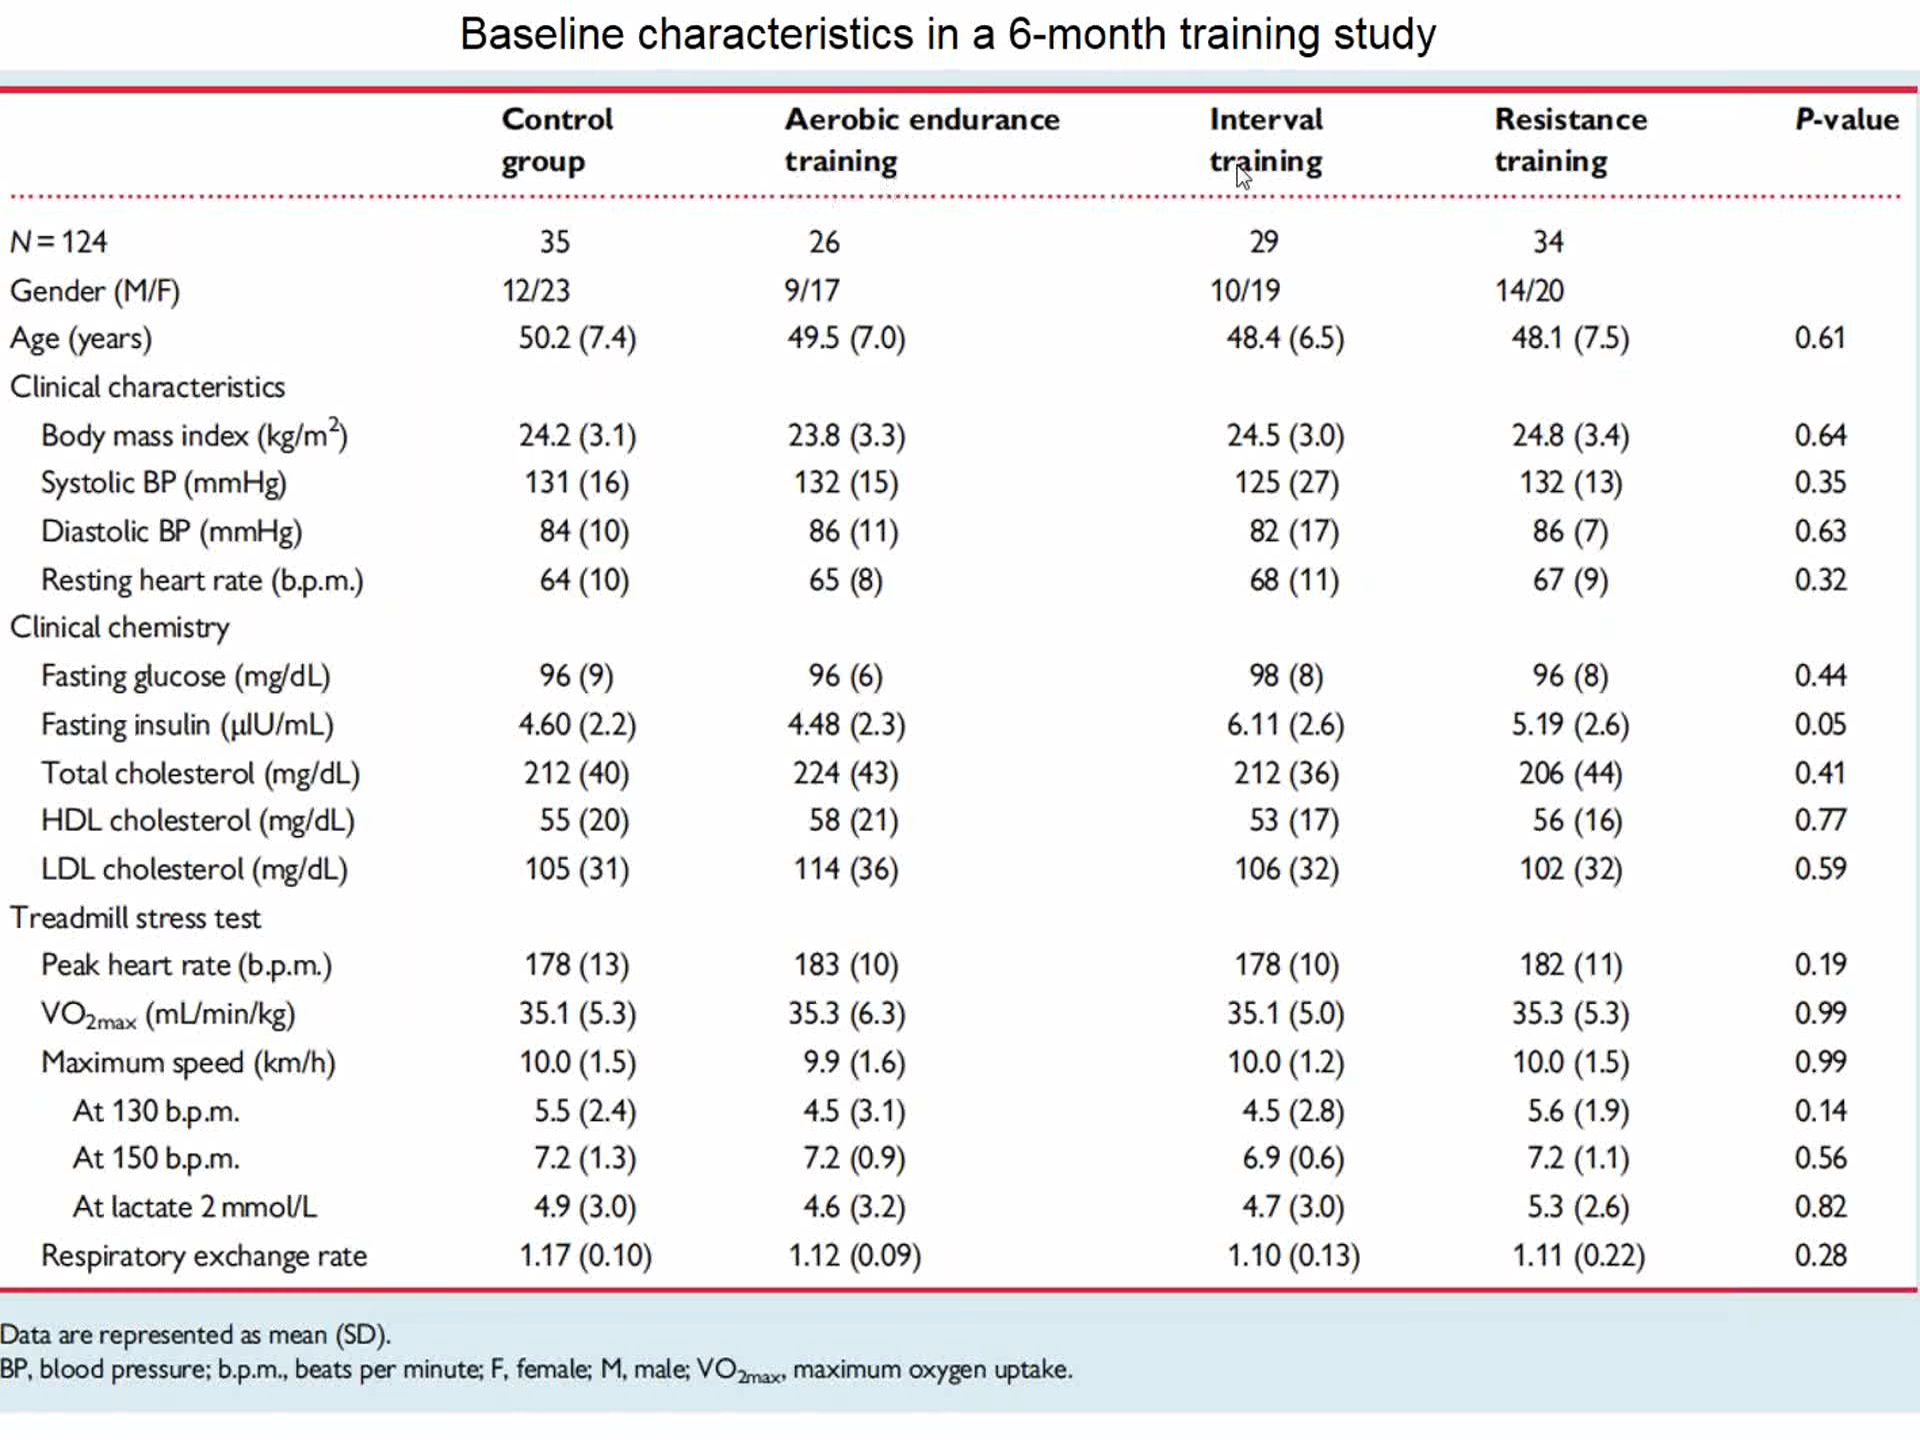 Baseline characteristics in a 6-month training study
Control group Aerobic endurance training Interval training Resistance training P-value
N = 124 35 26 29 34
Gender (M/F) 12/23 9/17 10/19 14/20
Age (years) 50.2 (7.4) 49.5 (7.0) 48.4 (6.5) 48.1 (7.5) 0.61
Clinical characteristics
Body mass index (kg/m²) 24.2 (3.1) 23.8 (3.3) 24.5 (3.0) 24.8 (3.4) 0.64
Systolic BP (mmHg) 131 (16) 132 (15) 125 (27) 132 (13) 0.35
Diastolic BP (mmHg) 84 (10) 86 (11) 82 (17) 86 (7) 0.63
Resting heart rate (b.p.m.) 64 (10) 65 (8) 68 (11) 67 (9) 0.32
Clinical chemistry
Fasting glucose (mg/dL) 96 (9) 96 (6) 98 (8) 96 (8) 0.44
Fasting insulin (µIU/mL) 4.60 (2.2) 4.48 (2.3) 6.11 (2.6) 5.19 (2.6) 0.05
Total cholesterol (mg/dL) 212 (40) 224 (43) 212 (36) 206 (44) 0.41
HDL cholesterol (mg/dL) 55 (20) 58 (21) 53 (17) 56 (16) 0.77
LDL cholesterol (mg/dL) 105 (31) 114 (36) 106 (32) 102 (32) 0.59
Treadmill stress test
Peak heart rate (b.p.m.) 178 (13) 183 (10) 178 (10) 182 (11) 0.19
VO₂max (mL/min/kg) 35.1 (5.3) 35.3 (6.3) 35.1 (5.0) 35.3 (5.3) 0.99
Maximum speed (km/h) 10.0 (1.5) 9.9 (1.6) 10.0 (1.2) 10.0 (1.5) 0.99
At 130 b.p.m. 5.5 (2.4) 4.5 (3.1) 4.5 (2.8) 5.6 (1.9) 0.14
At 150 b.p.m. 7.2 (1.3) 7.2 (0.9) 6.9 (0.6) 7.2 (1.1) 0.56
At lactate 2 mmol/L 4.9 (3.0) 4.6 (3.2) 4.7 (3.0) 5.3 (2.6) 0.82
Respiratory exchange rate 1.17 (0.10) 1.12 (0.09) 1.10 (0.13) 1.11 (0.22) 0.28
Data are represented as mean (SD).
BP, blood pressure; b.p.m., beats per minute; F, female; M, male; VO₂max, maximum oxygen uptake.